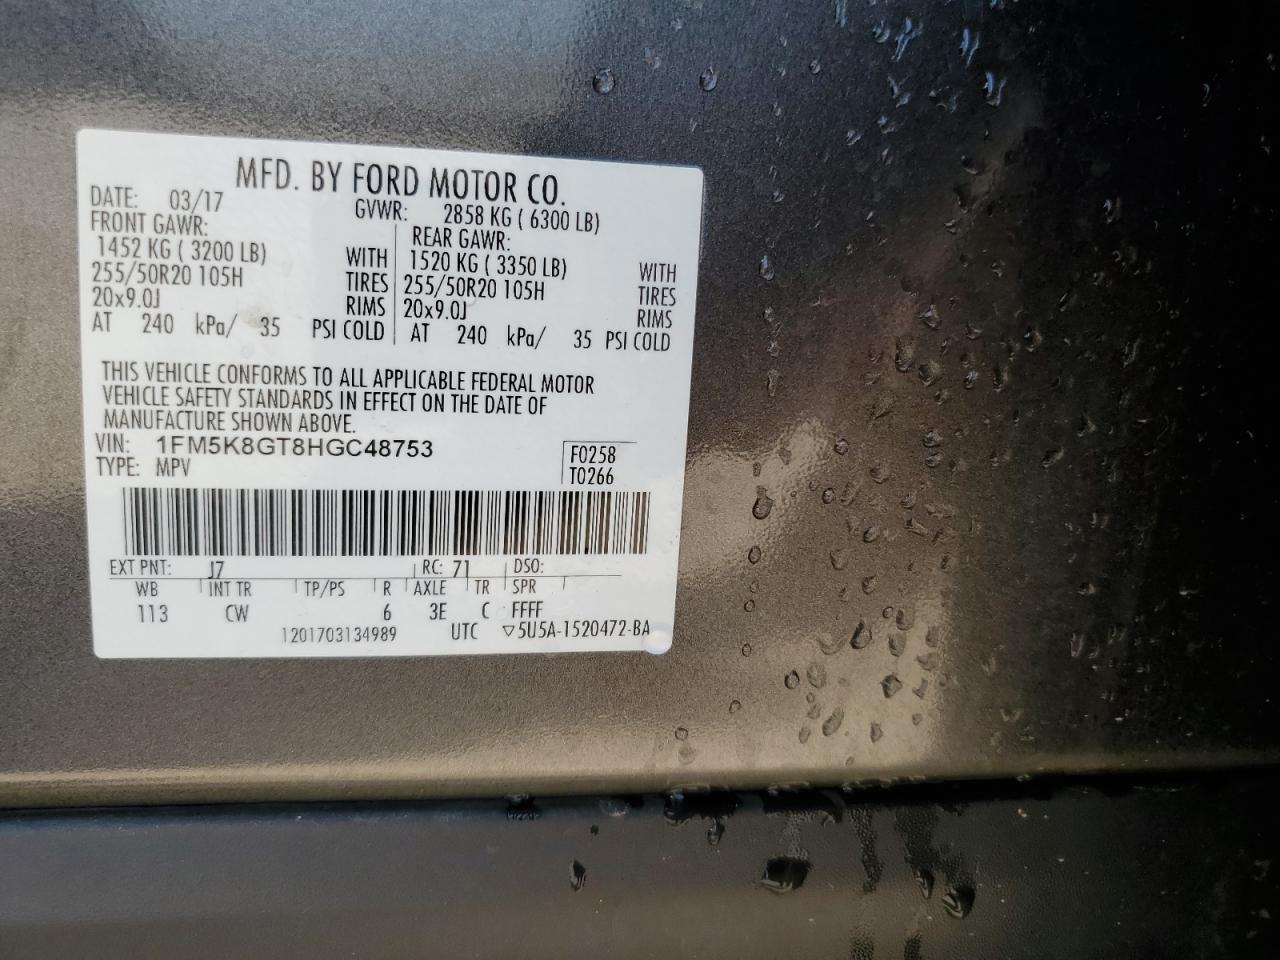 MFD. BY FORD MOTOR CO.
DATE: 03/17 GVWR: 2858 KG ( 6300 LB)
FRONT GAWR: REAR GAWR:
1452 KG ( 3200 LB) WITH 1520 KG ( 3350 LB) WITH
255/50R20 105H TIRES 255/50R20 105H TIRES
20x9.0J RIMS 20x9.0J RIMS
AT 240 kPa/ 35 PSI COLD AT 240 kPa/ 35 PSI COLD
THIS VEHICLE CONFORMS TO ALL APPLICABLE FEDERAL MOTOR
VEHICLE SAFETY STANDARDS IN EFFECT ON THE DATE OF
MANUFACTURE SHOWN ABOVE.
VIN: 1FM5K8GT8HGC48753 F0258
TYPE: MPV T0266
EXT PNT: J7 RC: 71 DSO:
WB INT TR TP/PS R AXLE TR SPR
113 CW 6 3E C FFFF
1201703134989 UTC ▽5U5A-1520472-BA